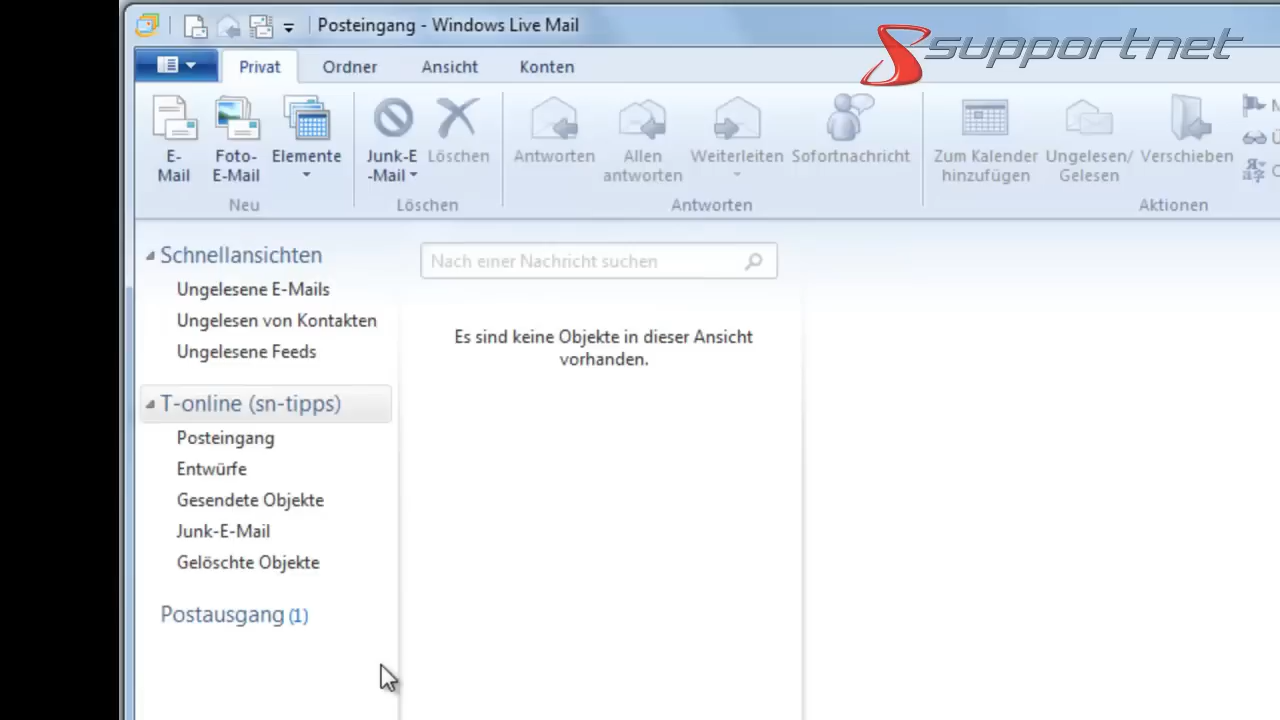 Posteingang - Windows Live Mail
supportnet
Privat
Ordner
Ansicht
Konten
E-
Mail
Foto-
E-Mail
Elemente
Neu
Junk-E
-Mail
Löschen
Löschen
Antworten
Allen
antworten
Weiterleiten
Sofortnachricht
Antworten
Zum Kalender
hinzufügen
Ungelesen/
Gelesen
Verschieben
Aktionen
Schnellansichten
Ungelesene E-Mails
Ungelesen von Kontakten
Ungelesene Feeds
T-online (sn-tipps)
Posteingang
Entwürfe
Gesendete Objekte
Junk-E-Mail
Gelöschte Objekte
Postausgang (1)
Nach einer Nachricht suchen
Es sind keine Objekte in dieser Ansicht
vorhanden.